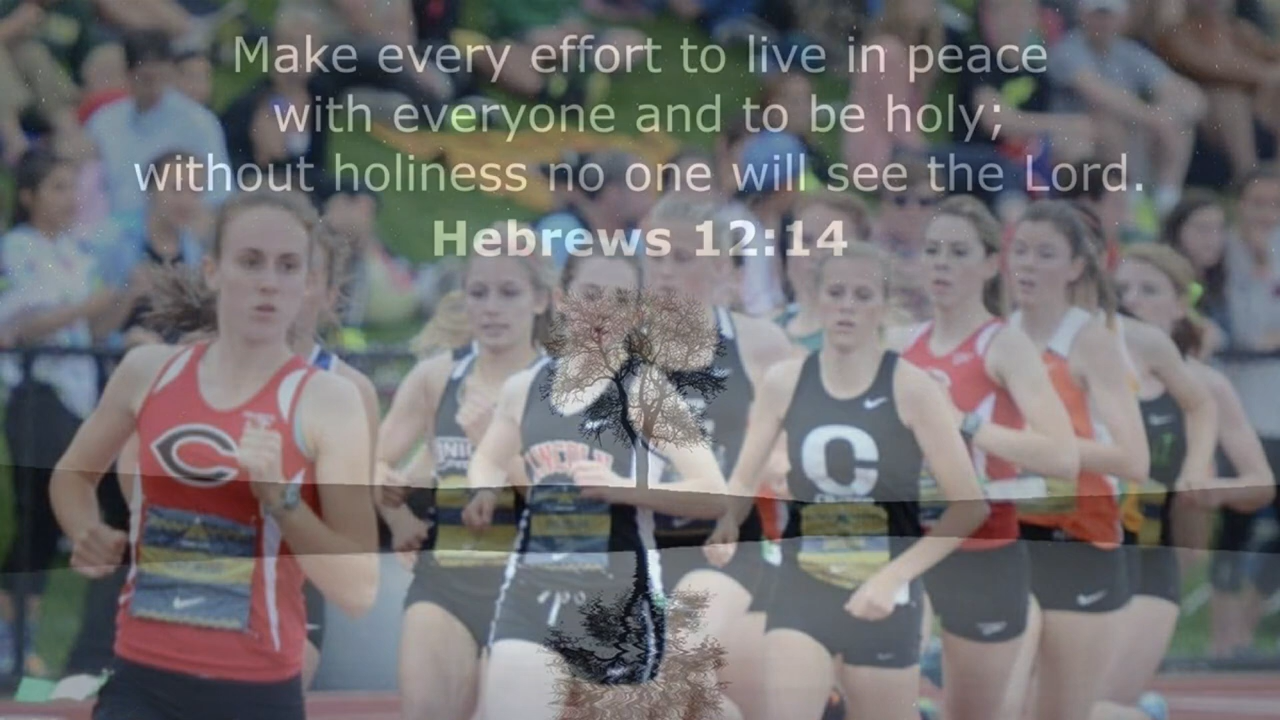 Make every effort to live in peace
with everyone and to be holy;
without holiness no one will see the Lord.
Hebrews 12:14
C
LINCOLN
C